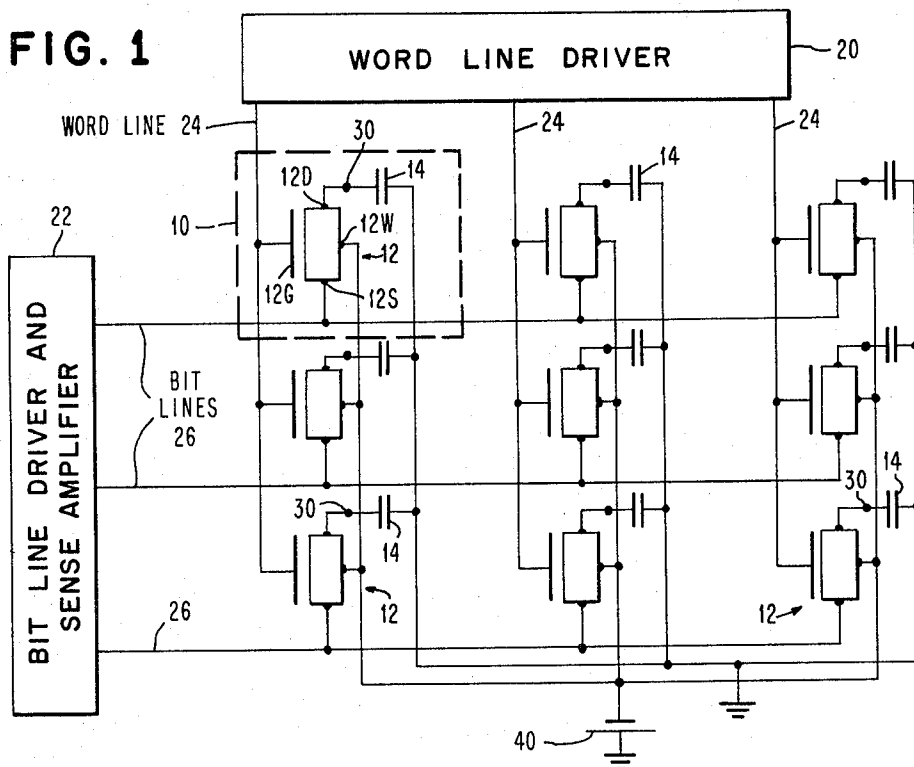 FIG. 1
WORD LINE DRIVER
20
WORD LINE 24
24
24
30
14
14
12D
10
12W
12
12G
12S
22
BIT LINE DRIVER AND
SENSE AMPLIFIER
BIT
LINES
26
30
14
12
30
14
12
26
40